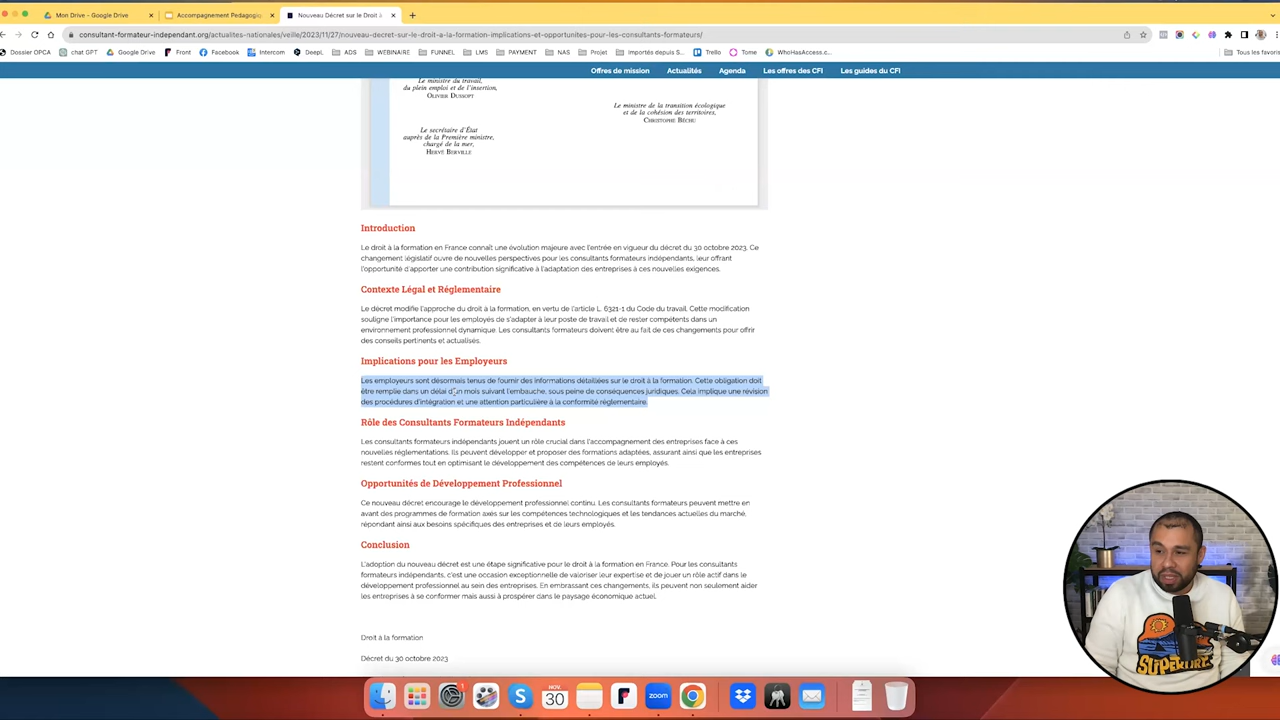 Mon Drive - Google Drive
Accompagnement Pedagogi
Nouveau Décret sur le Droit à
consultant-formateur-independant.org/actualites-nationales/veille/2023/11/27/nouveau-decret-sur-le-droit-a-la-formation-implications-et-opportunites-pour-les-consultants-formateurs/
Dossier OPCA
chat GPT
Google Drive
Front
Facebook
Intercom
DeepL
ADS
WEBINAIRE
FUNNEL
LMS
PAYMENT
NAS
Projet
Importés depuis S...
Trello
Tome
WhoHasAccess.c...
Tous les favoris
Offres de mission
Actualités
Agenda
Les offres des CFI
Les guides du CFI
Le ministre du travail,
du plein emploi et de l'insertion,
OLIVIER DUSSOPT
Le ministre de la transition écologique
et de la cohésion des territoires,
CHRISTOPHE BÉCHU
Le secrétaire d'État
auprès de la Première ministre,
chargé de la mer,
HERVÉ BERVILLE
Introduction
Le droit à la formation en France connaît une évolution majeure avec l'entrée en vigueur du décret du 30 octobre 2023. Ce
changement législatif ouvre de nouvelles perspectives pour les consultants formateurs indépendants, leur offrant
l'opportunité d'apporter une contribution significative à l'adaptation des entreprises à ces nouvelles exigences.
Contexte Légal et Réglementaire
Le décret modifie l'approche du droit à la formation, en vertu de l'article L. 6321-1 du Code du travail. Cette modification
souligne l'importance pour les employés de s'adapter à leur poste de travail et de rester compétents dans un
environnement professionnel dynamique. Les consultants formateurs doivent être au fait de ces changements pour offrir
des conseils pertinents et actualisés.
Implications pour les Employeurs
Les employeurs sont désormais tenus de fournir des informations détaillées sur le droit à la formation. Cette obligation doit
être remplie dans un délai d'un mois suivant l'embauche, sous peine de conséquences juridiques. Cela implique une révision
des procédures d'intégration et une attention particulière à la conformité réglementaire.
Rôle des Consultants Formateurs Indépendants
Les consultants formateurs indépendants jouent un rôle crucial dans l'accompagnement des entreprises face à ces
nouvelles réglementations. Ils peuvent développer et proposer des formations adaptées, assurant ainsi que les entreprises
restent conformes tout en optimisant le développement des compétences de leurs employés.
Opportunités de Développement Professionnel
Ce nouveau décret encourage le développement professionnel continu. Les consultants formateurs peuvent mettre en
avant des programmes de formation axés sur les compétences technologiques et les tendances actuelles du marché,
répondant ainsi aux besoins spécifiques des entreprises et de leurs employés.
Conclusion
L'adoption du nouveau décret est une étape significative pour le droit à la formation en France. Pour les consultants
formateurs indépendants, c'est une occasion exceptionnelle de valoriser leur expertise et de jouer un rôle actif dans le
développement professionnel au sein des entreprises. En embrassant ces changements, ils peuvent non seulement aider
les entreprises à se conformer mais aussi à prospérer dans le paysage économique actuel.
Droit à la formation
Décret du 30 octobre 2023
NOV.
30
zoom